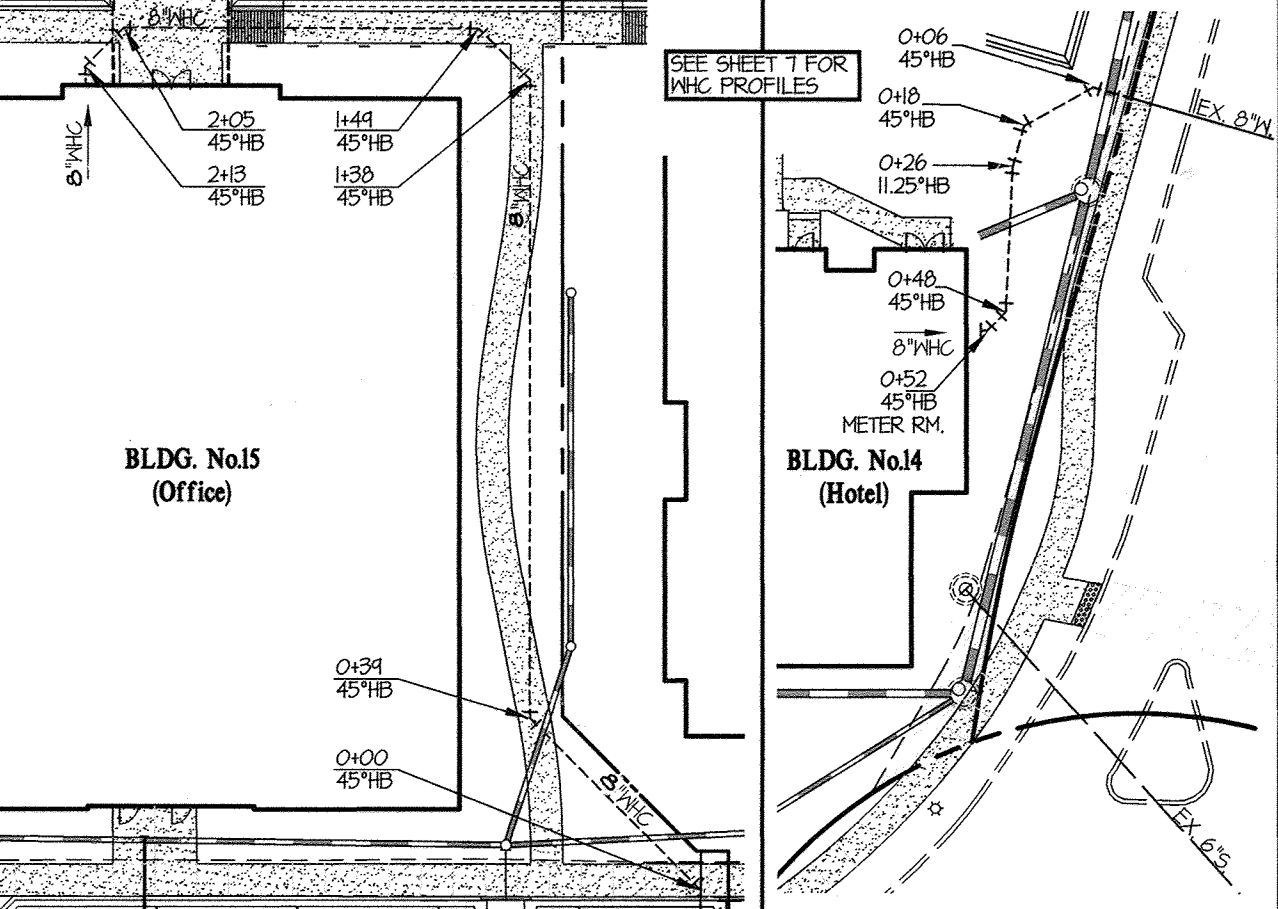 8"WHC
2+05
45°HB
2+13
45°HB
8"WHC
1+49
45°HB
1+38
45°HB
8"WHC
BLDG. No.15
(Office)
0+39
45°HB
0+00
45°HB
8"WHC
SEE SHEET 7 FOR
WHC PROFILES
0+06
45°HB
0+18
45°HB
0+26
11.25°HB
EX. 8"W.
0+48
45°HB
8"WHC
0+52
45°HB
METER RM.
BLDG. No.14
(Hotel)
EX. 6"S.